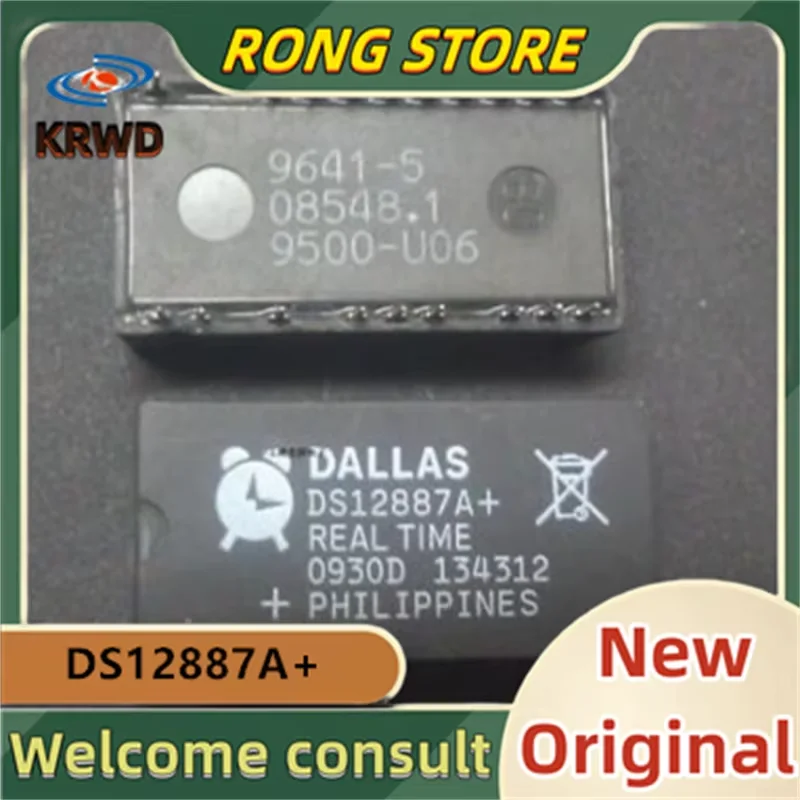 RONG STORE
KRWD
9641-5
08548.1
9500-U06
DALLAS
DS12887A+
REAL TIME
0930D 134312
+ PHILIPPINES
DS12887A+
New
Original
Welcome consult